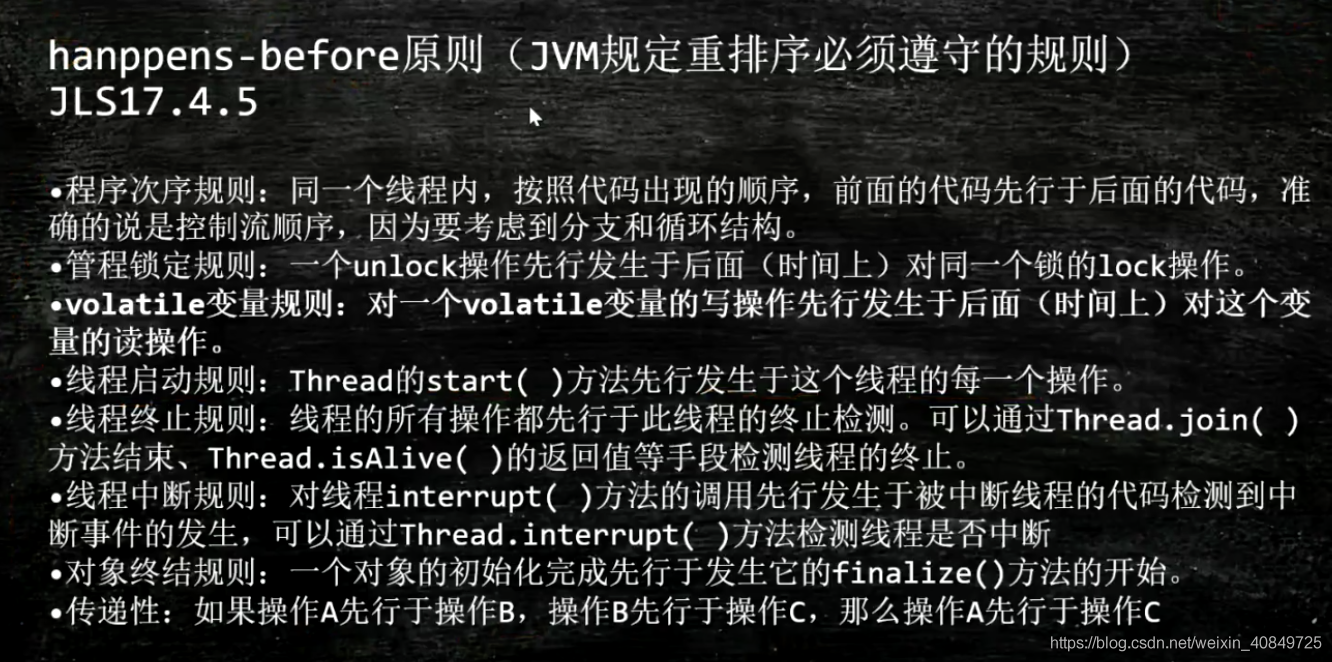 hanppens-before原则（JVM规定重排序必须遵守的规则）
JLS17.4.5
•程序次序规则：同一个线程内，按照代码出现的顺序，前面的代码先行于后面的代码，准
确的说是控制流顺序，因为要考虑到分支和循环结构。
•管程锁定规则：一个unlock操作先行发生于后面（时间上）对同一个锁的lock操作。
•volatile变量规则：对一个volatile变量的写操作先行发生于后面（时间上）对这个变
量的读操作。
•线程启动规则：Thread的start( )方法先行发生于这个线程的每一个操作。
•线程终止规则：线程的所有操作都先行于此线程的终止检测。可以通过Thread.join( )
方法结束、Thread.isAlive( )的返回值等手段检测线程的终止。
•线程中断规则：对线程interrupt( )方法的调用先行发生于被中断线程的代码检测到中
断事件的发生，可以通过Thread.interrupt( )方法检测线程是否中断
•对象终结规则：一个对象的初始化完成先行于发生它的finalize()方法的开始。
•传递性：如果操作A先行于操作B，操作B先行于操作C，那么操作A先行于操作C
https://blog.csdn.net/weixin_40849725